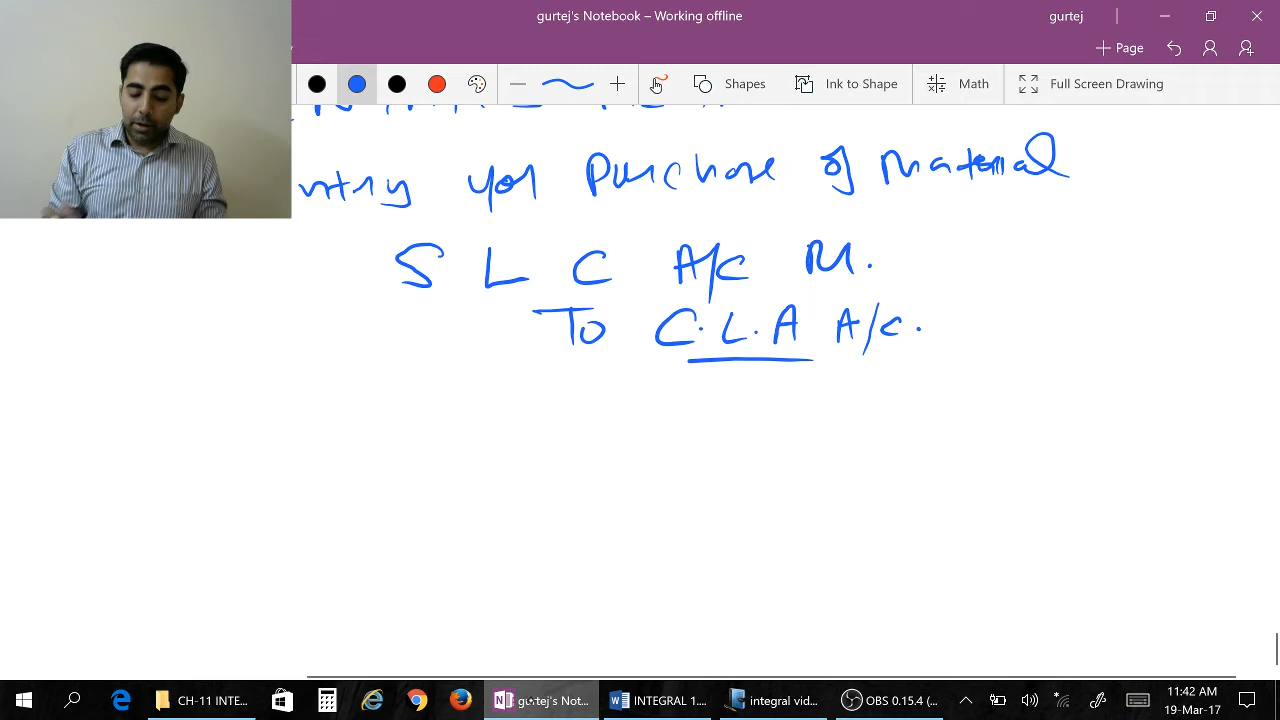 gurtej's Notebook – Working offline
gurtej
Page
Shapes
Ink to Shape
Math
Full Screen Drawing
ntry for Purchase of Material
S L C A/c Dr.
To C.L.A A/c.
CH-11 INTE...
gurtej's Not...
INTEGRAL 1....
integral vid...
OBS 0.15.4 (...
11:42 AM
19-Mar-17